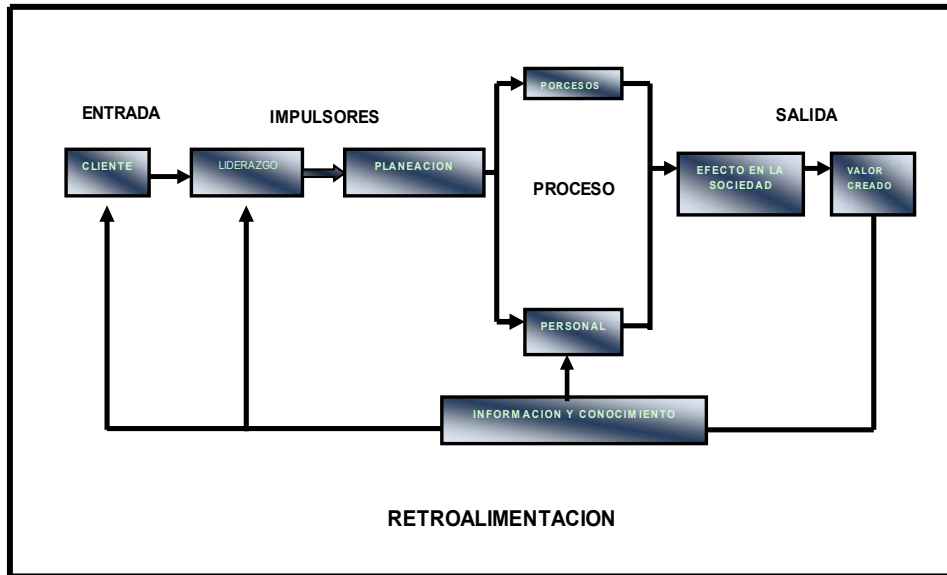 PORCESOS
ENTRADA
IMPULSORES
SALIDA
CLIENTE
LIDERAZGO
PLANEACION
PROCESO
EFECTO EN LA
SOCIEDAD
VALOR
CREADO
PERSONAL
INFORMACION Y CONOCIMIENTO
RETROALIMENTACION